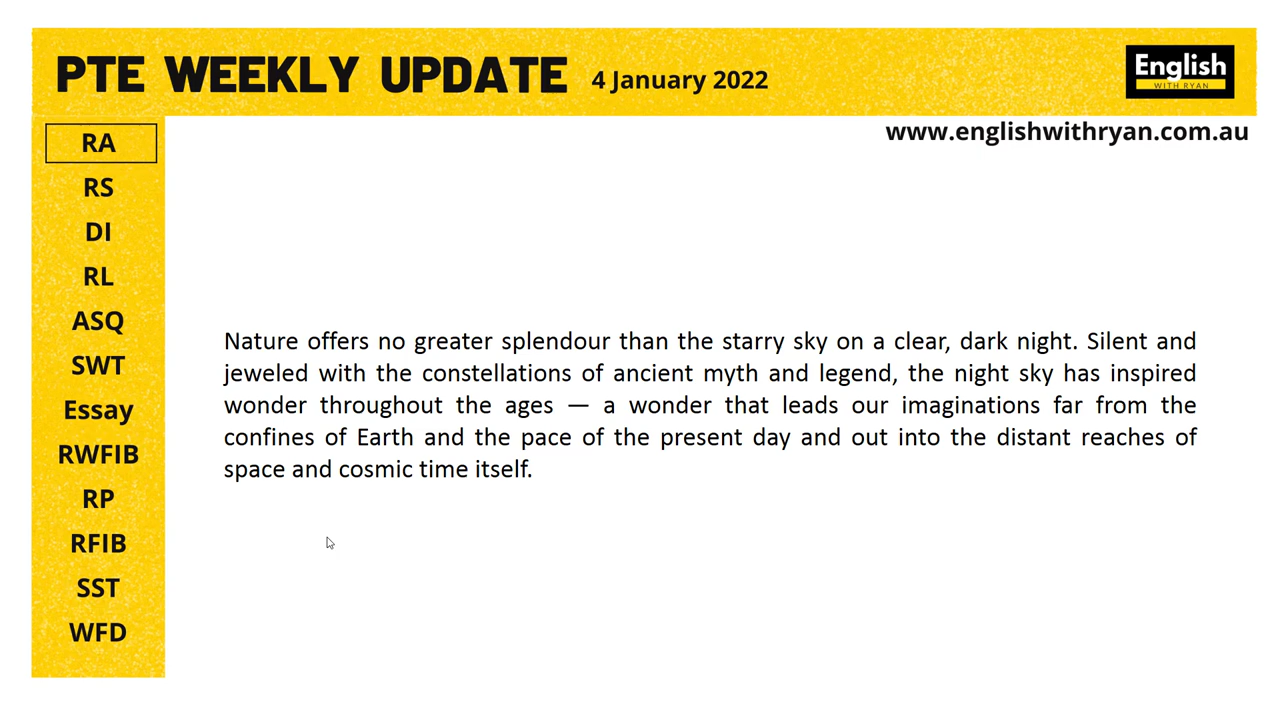 PTE WEEKLY UPDATE 4 January 2022
English
WITH RYAN
www.englishwithryan.com.au
RA
RS
DI
RL
ASQ
SWT
Essay
RWFIB
RP
RFIB
SST
WFD
Nature offers no greater splendour than the starry sky on a clear, dark night. Silent and
jeweled with the constellations of ancient myth and legend, the night sky has inspired
wonder throughout the ages — a wonder that leads our imaginations far from the
confines of Earth and the pace of the present day and out into the distant reaches of
space and cosmic time itself.